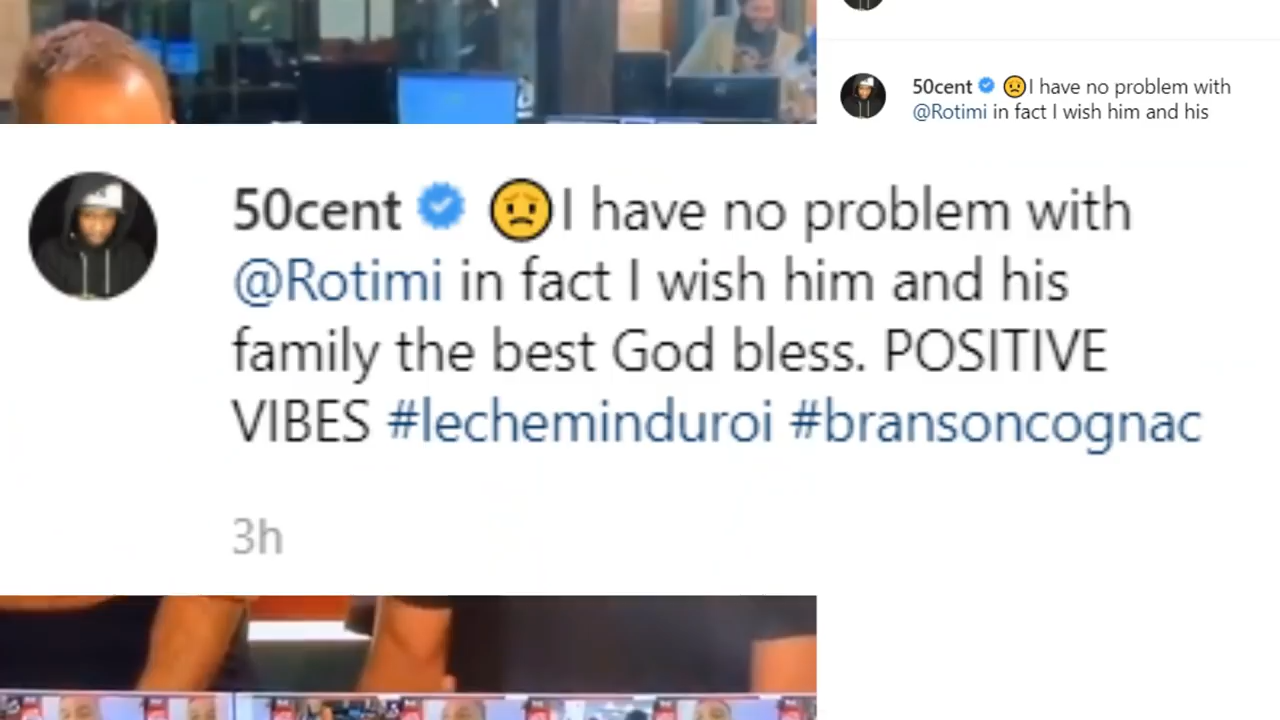 50cent 😟I have no problem with
@Rotimi in fact I wish him and his
50cent 😟I have no problem with
@Rotimi in fact I wish him and his
family the best God bless. POSITIVE
VIBES #lecheminduroi #bransoncognac
3h